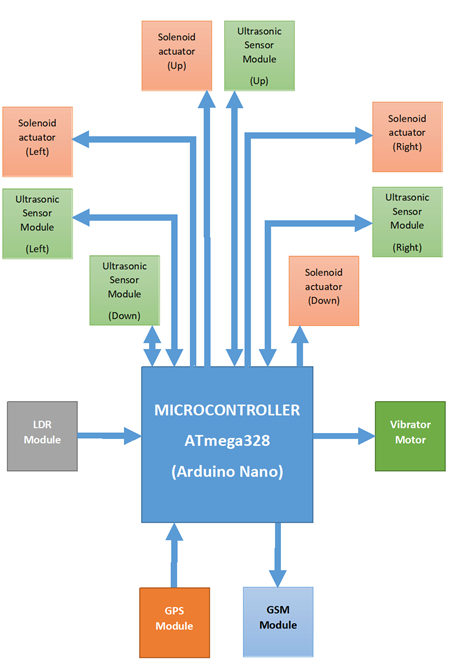 Solenoid
actuator
(Up)
Ultrasonic
Sensor
Module
(Up)
Solenoid
actuator
(Left)
Solenoid
actuator
(Right)
Ultrasonic
Sensor
Module
(Left)
Ultrasonic
Sensor
Module
(Right)
Ultrasonic
Sensor
Module
(Down)
Solenoid
actuator
(Down)
MICROCONTROLLER
ATmega328
(Arduino Nano)
LDR
Module
Vibrator
Motor
GPS
Module
GSM
Module